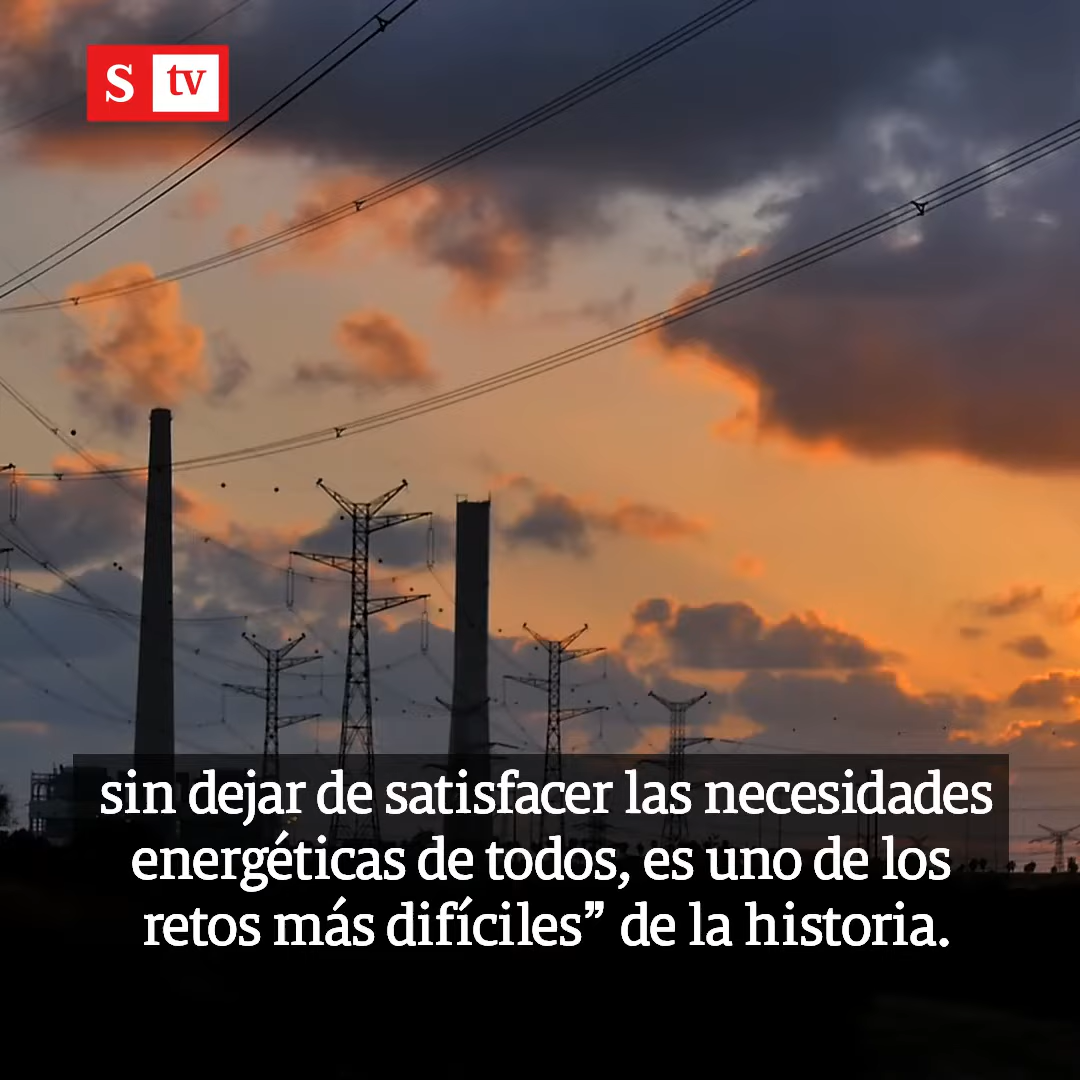 S tv
sin dejar de satisfacer las necesidades
energéticas de todos, es uno de los
retos más difíciles” de la historia.